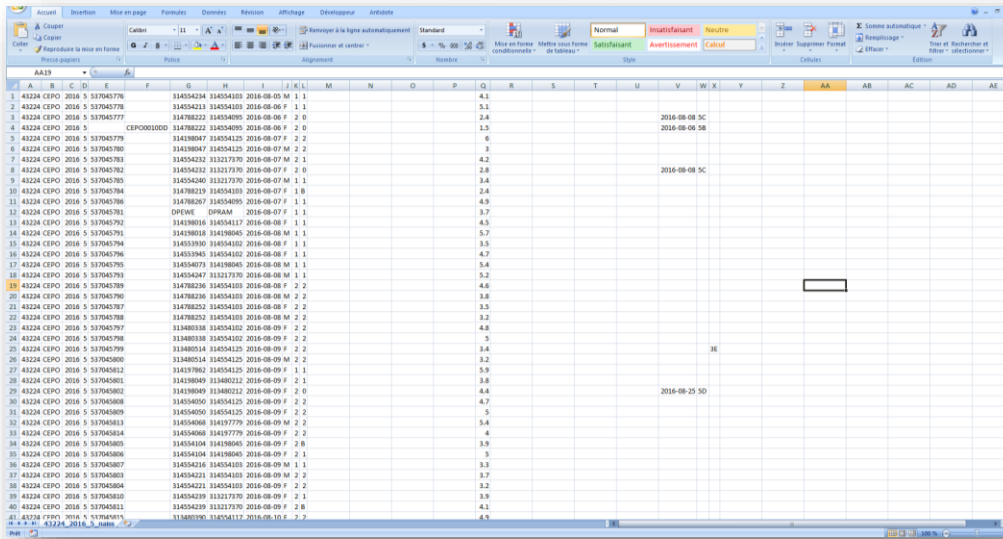 Accueil Insertion Mise en page Formules Données Révision Affichage Développeur Antidote
Coller
Couper
Copier
Reproduire la mise en forme
Presse-papiers
Calibri 11
G I S
Police
Renvoyer à la ligne automatiquement
Fusionner et centrer
Alignement
Standard
Nombre
Mise en forme conditionnelle
Mettre sous forme de tableau
Normal Insatisfaisant Neutre
Satisfaisant Avertissement Calcul
Style
Insérer Supprimer Format
Cellules
Somme automatique
Remplissage
Effacer
Trier et filtrer
Rechercher et sélectionner
Édition
AA19
A B C D E F G H I J K L M N O P Q R S T U V W X Y Z AA AB AC AD AE
1 43224 CEPO 2016 5 537045776 314554234 314554103 2016-08-05 M 1 1 4.1
2 43224 CEPO 2016 5 537045778 314554213 314554103 2016-08-06 F 1 1 5.1
3 43224 CEPO 2016 5 537045777 314788222 314554095 2016-08-06 F 2 0 2.4 2016-08-08 5C
4 43224 CEPO 2016 5 CEPO0010DD 314788222 314554095 2016-08-06 F 2 0 1.5 2016-08-06 5B
5 43224 CEPO 2016 5 537045779 314198047 314554125 2016-08-07 F 2 2 6
6 43224 CEPO 2016 5 537045780 314198047 314554125 2016-08-07 M 2 2 3
7 43224 CEPO 2016 5 537045783 314554232 313217370 2016-08-07 M 2 1 4.2
8 43224 CEPO 2016 5 537045782 314554232 313217370 2016-08-07 F 2 0 2.8 2016-08-08 5C
9 43224 CEPO 2016 5 537045785 314554240 313217370 2016-08-07 M 1 1 3.4
10 43224 CEPO 2016 5 537045784 314788219 314554103 2016-08-07 F 1 B 2.4
11 43224 CEPO 2016 5 537045786 314788267 314554095 2016-08-07 F 1 1 4.9
12 43224 CEPO 2016 5 537045781 DPEWE DPRAM 2016-08-07 F 1 1 3.7
13 43224 CEPO 2016 5 537045792 314198016 314554117 2016-08-08 F 1 1 4.5
14 43224 CEPO 2016 5 537045791 314198018 314198045 2016-08-08 M 1 1 5.7
15 43224 CEPO 2016 5 537045794 314553930 314554102 2016-08-08 F 1 1 3.5
16 43224 CEPO 2016 5 537045796 314553945 314554102 2016-08-08 F 1 1 4.7
17 43224 CEPO 2016 5 537045795 314554073 314198045 2016-08-08 M 1 1 5.4
18 43224 CEPO 2016 5 537045793 314554247 313217370 2016-08-08 M 1 1 5.2
19 43224 CEPO 2016 5 537045789 314788236 314554103 2016-08-08 F 2 2 4.6
20 43224 CEPO 2016 5 537045790 314788236 314554103 2016-08-08 M 2 2 3.8
21 43224 CEPO 2016 5 537045787 314788252 314554103 2016-08-08 F 2 2 3.5
22 43224 CEPO 2016 5 537045788 314788252 314554103 2016-08-08 M 2 2 3.2
23 43224 CEPO 2016 5 537045797 313480338 314554102 2016-08-09 F 2 2 4.8
24 43224 CEPO 2016 5 537045798 313480338 314554102 2016-08-09 F 2 2 5
25 43224 CEPO 2016 5 537045799 313480514 314554125 2016-08-09 F 2 2 3.4 3E
26 43224 CEPO 2016 5 537045800 313480514 314554125 2016-08-09 M 2 2 3.2
27 43224 CEPO 2016 5 537045812 314197862 314554125 2016-08-09 F 1 1 5.9
28 43224 CEPO 2016 5 537045801 314198049 313480212 2016-08-09 F 2 1 3.8
29 43224 CEPO 2016 5 537045802 314198049 313480212 2016-08-09 F 2 0 4.4 2016-08-25 5D
30 43224 CEPO 2016 5 537045808 314554050 314554125 2016-08-09 F 2 2 4.7
31 43224 CEPO 2016 5 537045809 314554050 314554125 2016-08-09 F 2 2 5
32 43224 CEPO 2016 5 537045813 314554068 314197779 2016-08-09 M 2 2 5.4
33 43224 CEPO 2016 5 537045814 314554068 314197779 2016-08-09 F 2 2 4
34 43224 CEPO 2016 5 537045805 314554104 314198045 2016-08-09 F 2 B 3.9
35 43224 CEPO 2016 5 537045806 314554104 314198045 2016-08-09 F 2 1 5
36 43224 CEPO 2016 5 537045807 314554216 314554103 2016-08-09 M 1 1 3.3
37 43224 CEPO 2016 5 537045803 314554221 314554103 2016-08-09 M 2 2 3.7
38 43224 CEPO 2016 5 537045804 314554221 314554103 2016-08-09 F 2 2 3.2
39 43224 CEPO 2016 5 537045810 314554239 313217370 2016-08-09 F 2 1 3.9
40 43224 CEPO 2016 5 537045811 314554239 313217370 2016-08-09 F 2 B 4.1
41 43224 CEPO 2016 5 537045815 313480390 314554117 2016-08-10 F 2 2 4.9
43224_2016_5_nains
Prêt 100 %